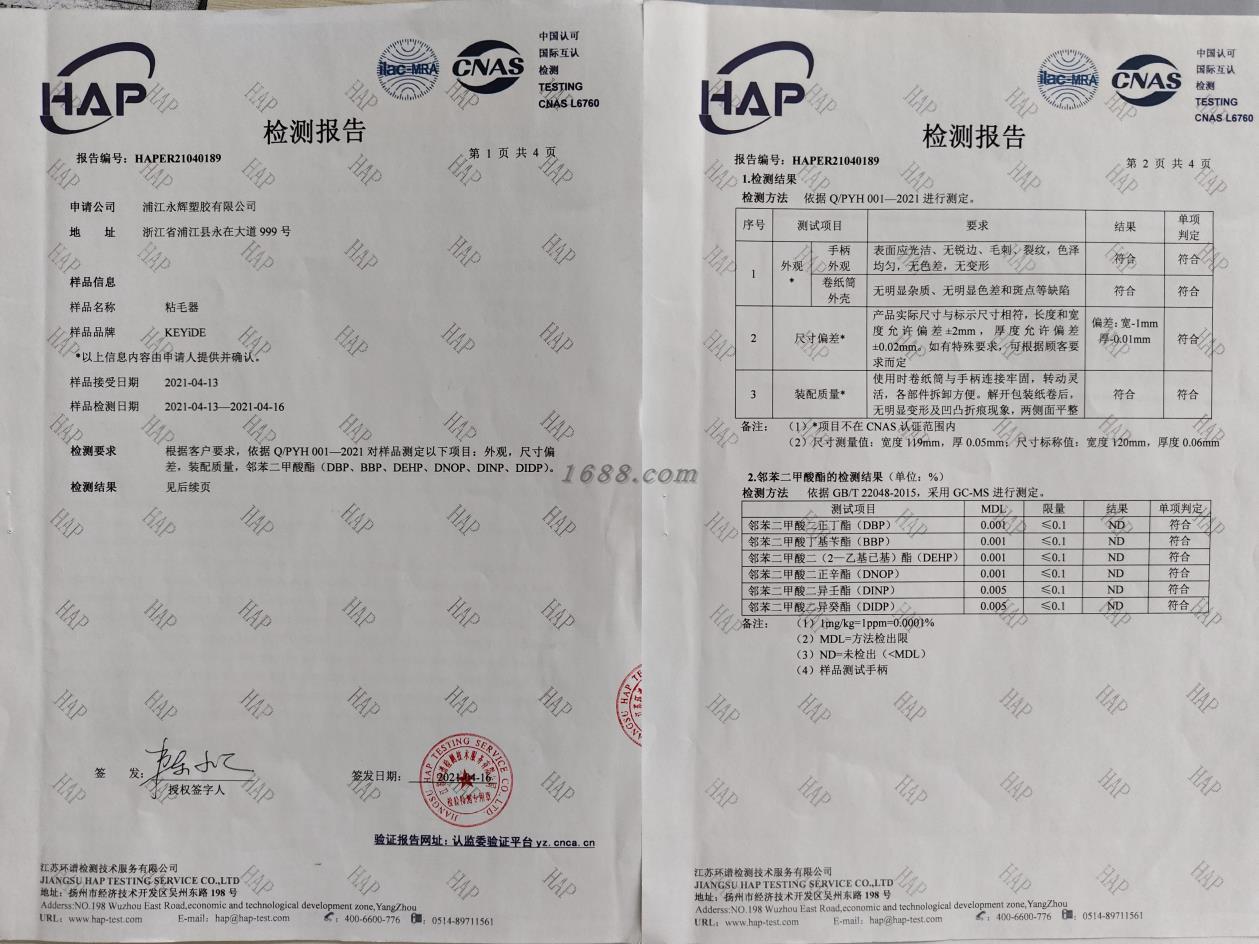 HAP
ilac-MRA
CNAS
中国认可
国际互认
检测
TESTING
CNAS L6760
检测报告
报告编号：HAPER21040189
第 1 页 共 4 页
申请公司 浦江永辉塑胶有限公司
地 址 浙江省浦江县永在大道 999 号
样品信息
样品名称 粘毛器
样品品牌 KEYiDE
*以上信息内容由申请人提供并确认。
样品接受日期 2021-04-13
样品检测日期 2021-04-13—2021-04-16
检测要求 根据客户要求，依据 Q/PYH 001—2021 对样品测定以下项目：外观，尺寸偏
差，装配质量，邻苯二甲酸酯（DBP、BBP、DEHP、DNOP、DINP、DIDP）。
检测结果 见后续页
签 发：
授权签字人
签发日期： 2021-04-16
JIANGSU HAP TESTING SERVICE CO.,LTD.
验证报告网址：认监委验证平台 yz.cnca.cn
江苏环谱检测技术服务有限公司
JIANGSU HAP TESTING SERVICE CO.,LTD
地址：扬州市经济技术开发区吴州东路 198 号
Adderss:NO.198 Wuzhou East Road,economic and technological development zone,YangZhou
URL：www.hap-test.com E-mail：hap@hap-test.com ：400-6600-776 ：0514-89711561
1688.com
HAP
ilac-MRA
CNAS
中国认可
国际互认
检测
TESTING
CNAS L6760
检测报告
报告编号：HAPER21040189
第 2 页 共 4 页
1.检测结果
检测方法 依据 Q/PYH 001—2021 进行测定。
序号 测试项目 要求 结果 单项
判定
1 外观
* 手柄
外观 表面应光洁、无锐边、毛刺、裂纹，色泽
均匀，无色差，无变形 符合 符合
卷纸筒
外壳 无明显杂质、无明显色差和斑点等缺陷 符合 符合
2 尺寸偏差* 产品实际尺寸与标示尺寸相符，长度和宽
度允许偏差±2mm，厚度允许偏差
±0.02mm。如有特殊要求，可根据顾客要
求而定 偏差：宽-1mm
厚-0.01mm 符合
3 装配质量* 使用时卷纸筒与手柄连接牢固，转动灵
活，各部件拆卸方便。解开包装纸卷后，
无明显变形及凹凸折痕现象，两侧面平整 符合 符合
备注：（1）*项目不在 CNAS 认证范围内
（2）尺寸测量值：宽度 119mm，厚 0.05mm；尺寸标称值：宽度 120mm，厚度 0.06mm
2.邻苯二甲酸酯的检测结果（单位：%）
检测方法 依据 GB/T 22048-2015，采用 GC-MS 进行测定。
测试项目 MDL 限量 结果 单项判定
邻苯二甲酸二正丁酯（DBP） 0.001 ≤0.1 ND 符合
邻苯二甲酸丁基苄酯（BBP） 0.001 ≤0.1 ND 符合
邻苯二甲酸二（2—乙基已基）酯（DEHP） 0.001 ≤0.1 ND 符合
邻苯二甲酸二正辛酯（DNOP） 0.001 ≤0.1 ND 符合
邻苯二甲酸二异壬酯（DINP） 0.005 ≤0.1 ND 符合
邻苯二甲酸二异癸酯（DIDP） 0.005 ≤0.1 ND 符合
备注：（1）1mg/kg=1ppm=0.0001%
（2）MDL=方法检出限
（3）ND=未检出（<MDL）
（4）样品测试手柄
江苏环谱检测技术服务有限公司
JIANGSU HAP TESTING SERVICE CO.,LTD
地址：扬州市经济技术开发区吴州东路 198 号
Adderss:NO.198 Wuzhou East Road,economic and technological development zone,YangZhou
URL：www.hap-test.com E-mail：hap@hap-test.com ：400-6600-776 ：0514-89711561